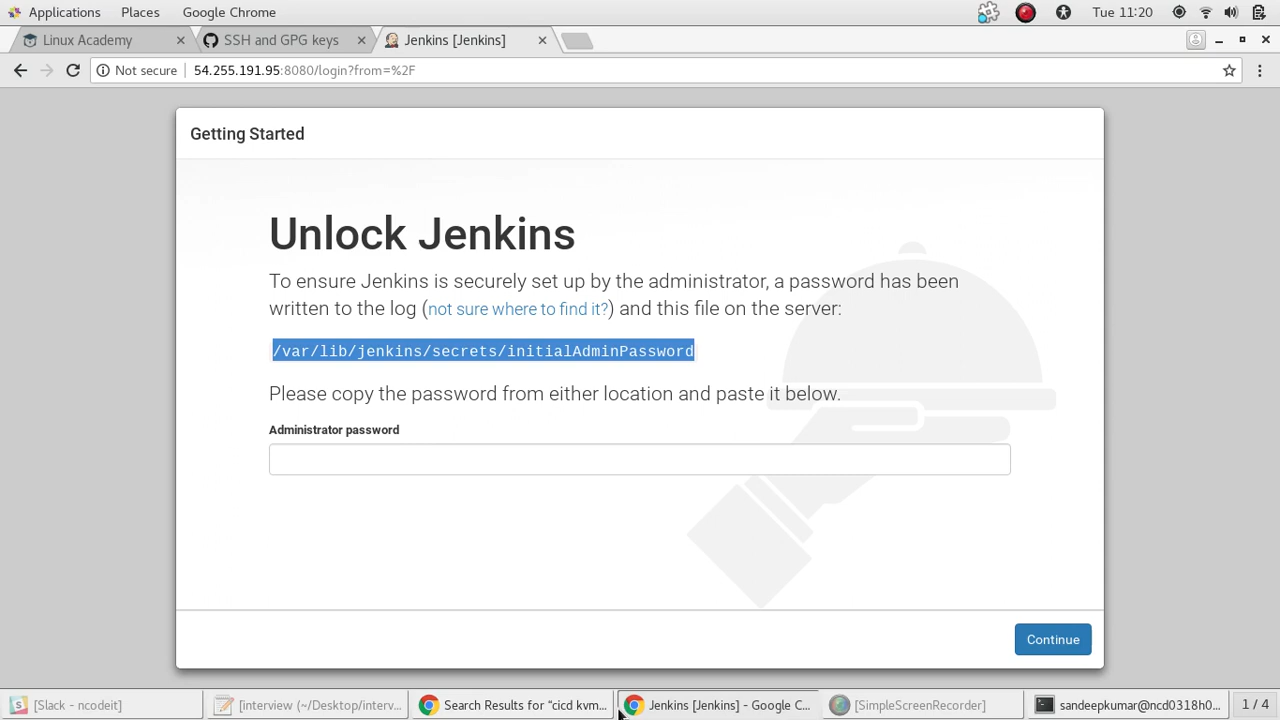 Applications Places Google Chrome Tue 11:20
Linux Academy SSH and GPG keys Jenkins [Jenkins]
Not secure 54.255.191.95:8080/login?from=%2F
Getting Started
Unlock Jenkins
To ensure Jenkins is securely set up by the administrator, a password has been
written to the log (not sure where to find it?) and this file on the server:
/var/lib/jenkins/secrets/initialAdminPassword
Please copy the password from either location and paste it below.
Administrator password
Continue
[Slack - ncodeit] [Interview (~/Desktop/interv... Search Results for "cicd kvm... Jenkins [Jenkins] - Google C... [SimpleScreenRecorder] sandeepkumar@ncd0318h0... 1 / 4